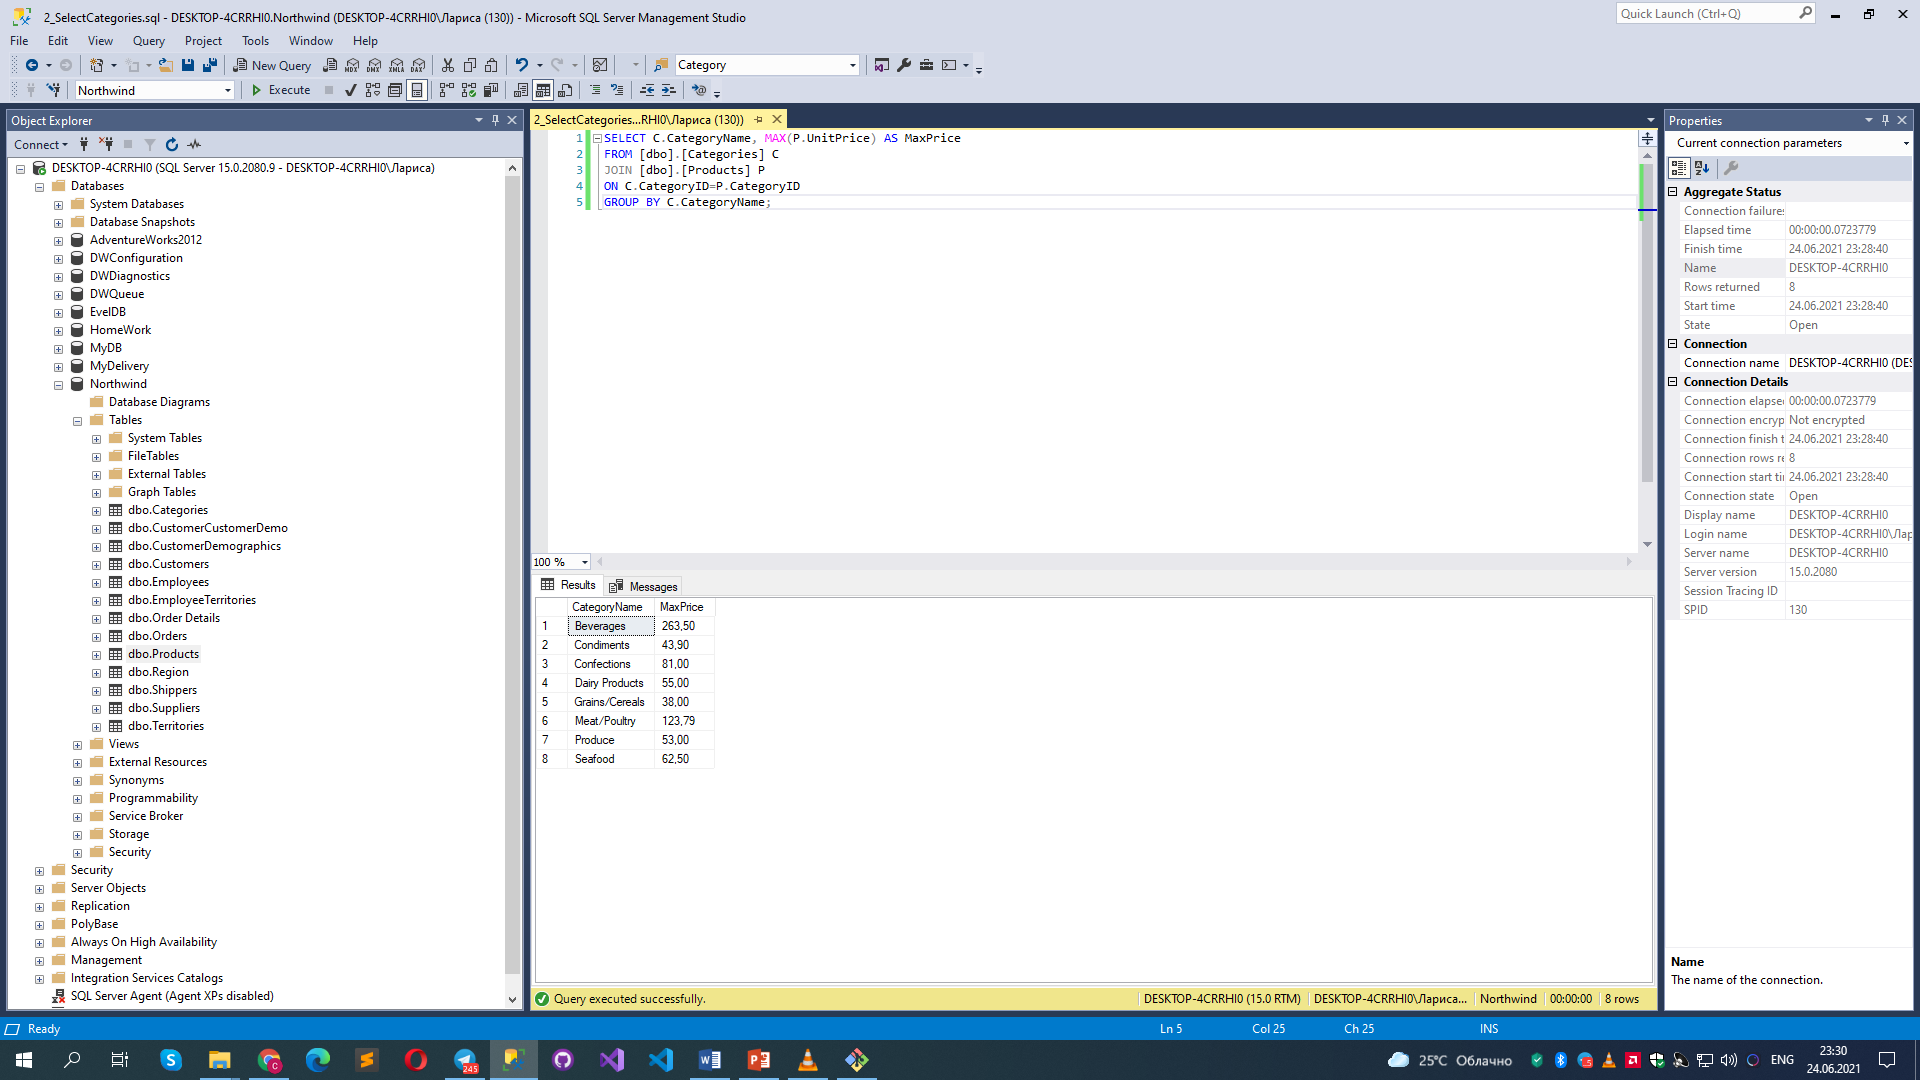 2_SelectCategories.sql - DESKTOP-4CRRHI0.Northwind (DESKTOP-4CRRHI0\Лариса (130)) - Microsoft SQL Server Management Studio
Quick Launch (Ctrl+Q)
File Edit View Query Project Tools Window Help
New Query
Category
Northwind
Execute
Object Explorer
Connect
DESKTOP-4CRRHI0 (SQL Server 15.0.2080.9 - DESKTOP-4CRRHI0\Лариса)
Databases
System Databases
Database Snapshots
AdventureWorks2012
DWConfiguration
DWDiagnostics
DWQueue
EvelDB
HomeWork
MyDB
MyDelivery
Northwind
Database Diagrams
Tables
System Tables
FileTables
External Tables
Graph Tables
dbo.Categories
dbo.CustomerCustomerDemo
dbo.CustomerDemographics
dbo.Customers
dbo.Employees
dbo.EmployeeTerritories
dbo.Order Details
dbo.Orders
dbo.Products
dbo.Region
dbo.Shippers
dbo.Suppliers
dbo.Territories
Views
External Resources
Synonyms
Programmability
Service Broker
Storage
Security
Security
Server Objects
Replication
PolyBase
Always On High Availability
Management
Integration Services Catalogs
SQL Server Agent (Agent XPs disabled)
2_SelectCategories...RHI0\Лариса (130))
1 SELECT C.CategoryName, MAX(P.UnitPrice) AS MaxPrice
2 FROM [dbo].[Categories] C
3 JOIN [dbo].[Products] P
4 ON C.CategoryID=P.CategoryID
5 GROUP BY C.CategoryName;
100 %
Results Messages
CategoryName MaxPrice
1 Beverages 263,50
2 Condiments 43,90
3 Confections 81,00
4 Dairy Products 55,00
5 Grains/Cereals 38,00
6 Meat/Poultry 123,79
7 Produce 53,00
8 Seafood 62,50
Query executed successfully.
DESKTOP-4CRRHI0 (15.0 RTM) DESKTOP-4CRRHI0\Лариса... Northwind 00:00:00 8 rows
Properties
Current connection parameters
Aggregate Status
Connection failures
Elapsed time 00:00:00.0723779
Finish time 24.06.2021 23:28:40
Name DESKTOP-4CRRHI0
Rows returned 8
Start time 24.06.2021 23:28:40
State Open
Connection
Connection name DESKTOP-4CRRHI0 (DES
Connection Details
Connection elapse 00:00:00.0723779
Connection encryp Not encrypted
Connection finish t 24.06.2021 23:28:40
Connection rows re 8
Connection start ti 24.06.2021 23:28:40
Connection state Open
Display name DESKTOP-4CRRHI0
Login name DESKTOP-4CRRHI0\Лар
Server name DESKTOP-4CRRHI0
Server version 15.0.2080
Session Tracing ID
SPID 130
Name
The name of the connection.
Ready
Ln 5 Col 25 Ch 25 INS
245
25°C Облачно
ENG
23:30
24.06.2021